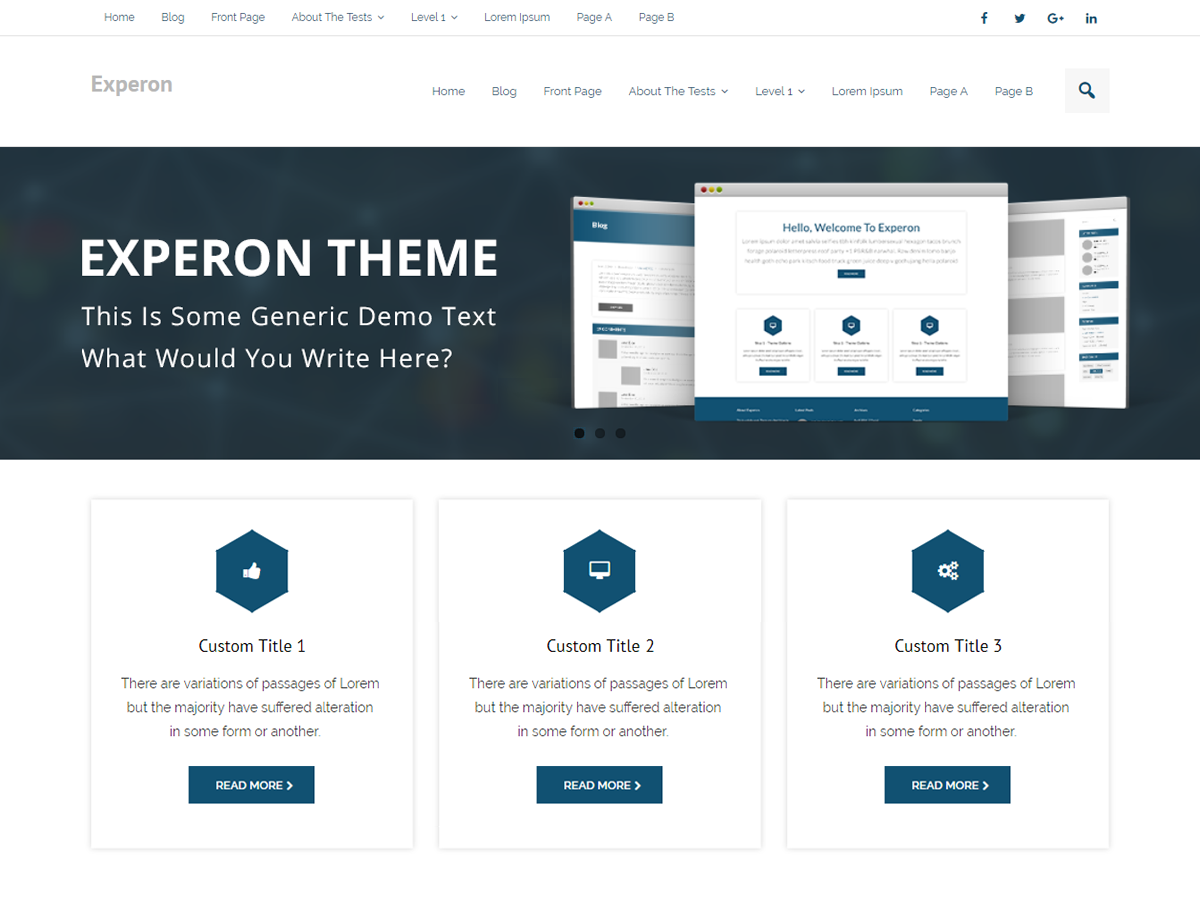 Home Blog Front Page About The Tests Level 1 Lorem Ipsum Page A Page B
Experon
Home Blog Front Page About The Tests Level 1 Lorem Ipsum Page A Page B
EXPERON THEME
This Is Some Generic Demo Text
What Would You Write Here?
Blog
Hello, Welcome To Experon
Custom Title 1
There are variations of passages of Lorem
but the majority have suffered alteration
in some form or another.
READ MORE
Custom Title 2
There are variations of passages of Lorem
but the majority have suffered alteration
in some form or another.
READ MORE
Custom Title 3
There are variations of passages of Lorem
but the majority have suffered alteration
in some form or another.
READ MORE